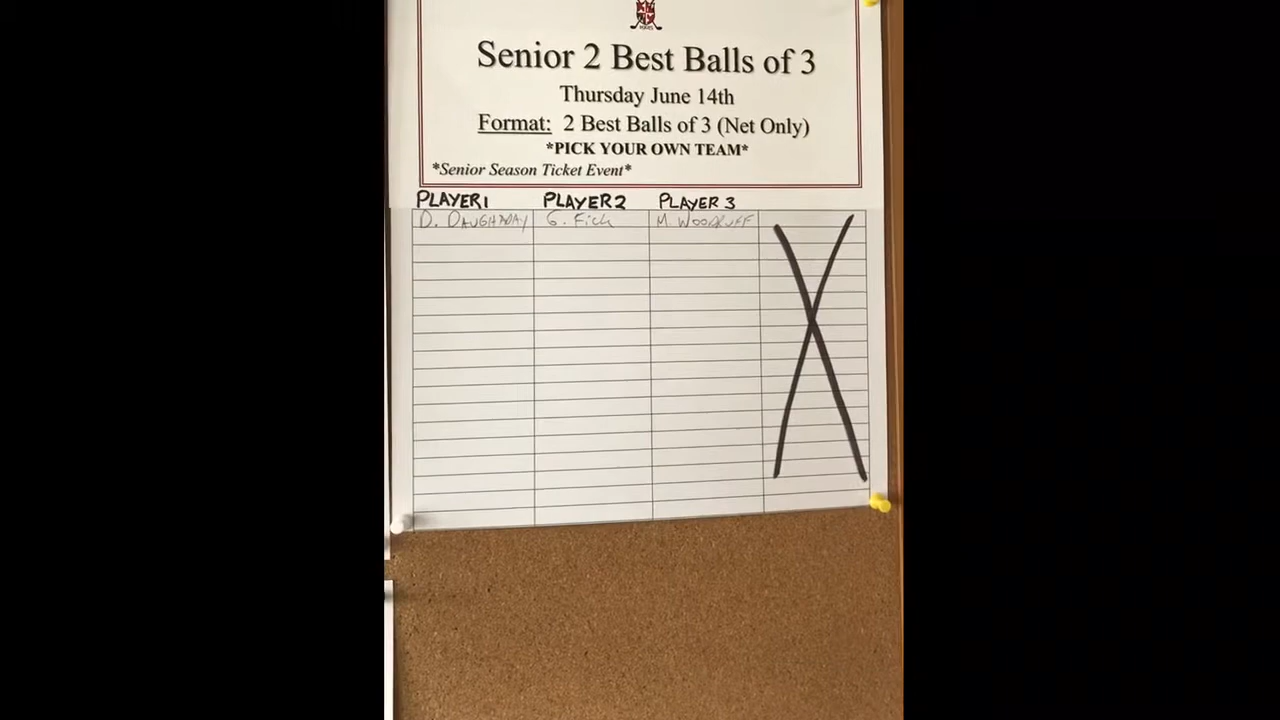 Senior 2 Best Balls of 3
Thursday June 14th
Format: 2 Best Balls of 3 (Net Only)
*PICK YOUR OWN TEAM*
*Senior Season Ticket Event*
PLAYER1 PLAYER2 PLAYER 3
D. DAUGHADAY G. Fick M. WOODRUFF